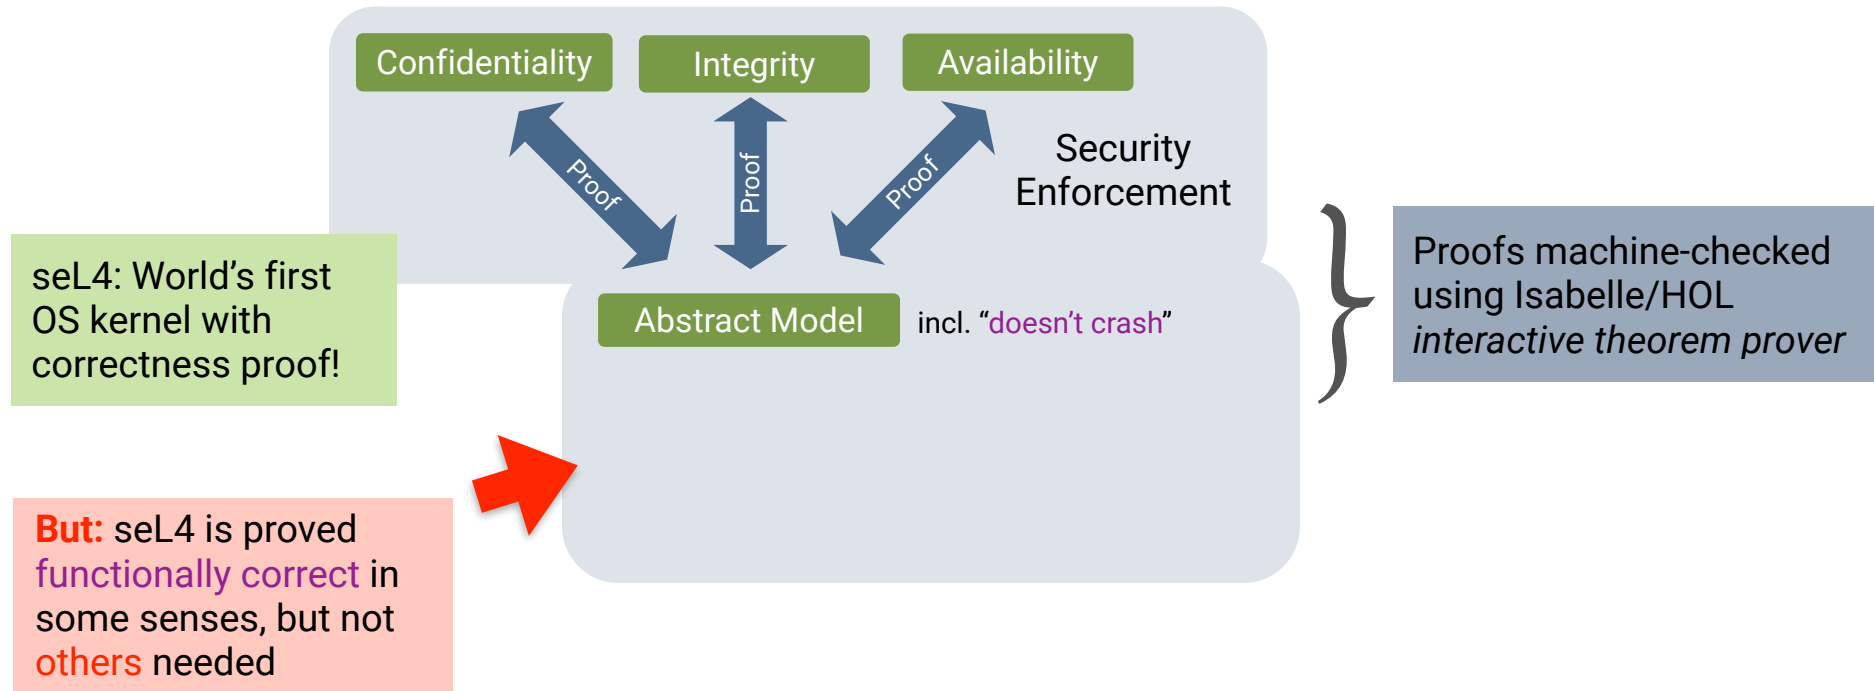 Confidentiality
Integrity
Availability
Proof
Proof
Proof
Security
Enforcement
seL4: World's first
OS kernel with
correctness proof!
Abstract Model
incl. “doesn’t crash”
Proofs machine-checked
using Isabelle/HOL
interactive theorem prover
But: seL4 is proved
functionally correct in
some senses, but not
others needed